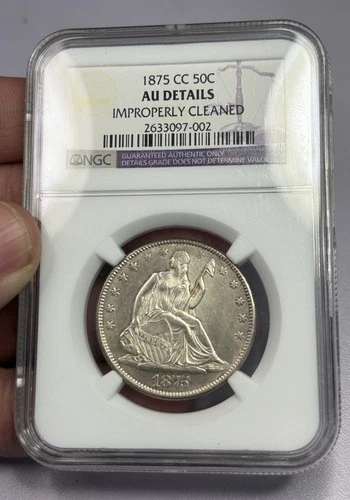 1875 CC 50C
AU DETAILS
IMPROPERLY CLEANED
2633097-002
NGC
GUARANTEED AUTHENTIC ONLY
DETAILS GRADE DOES NOT DETERMINE VALUE
1875